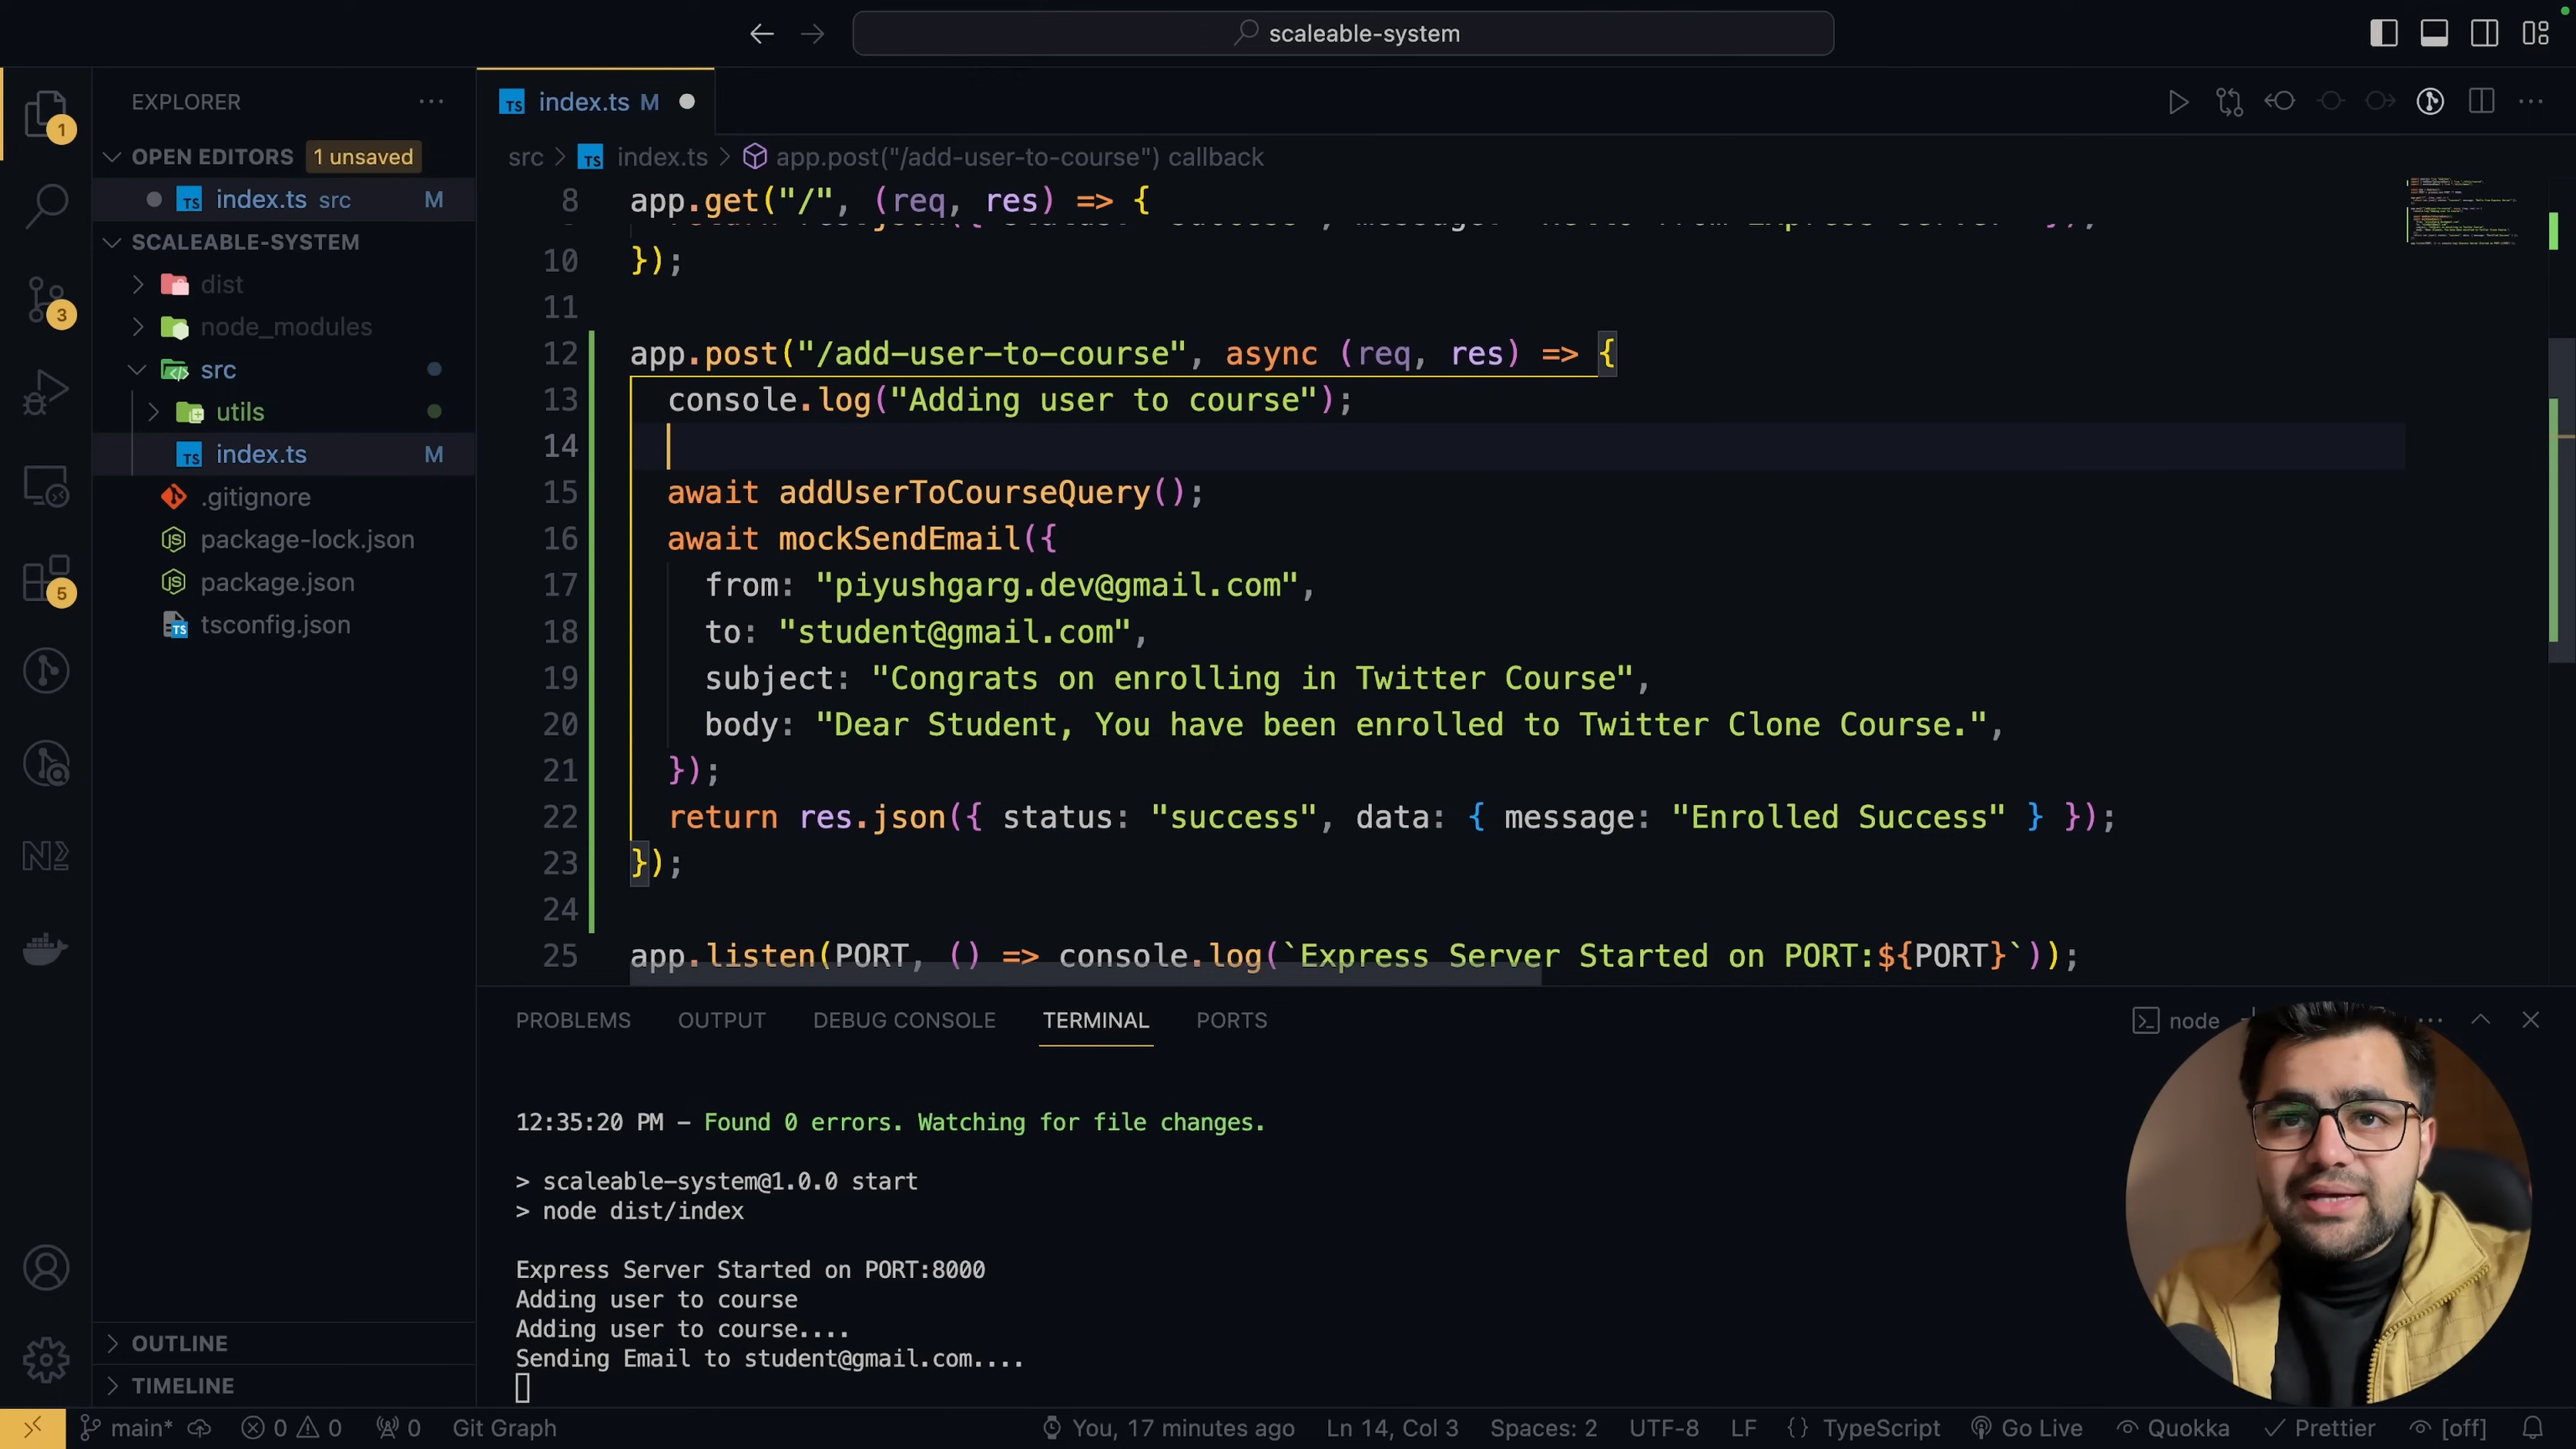 scaleable-system
EXPLORER
index.ts M
OPEN EDITORS 1 unsaved
index.ts src M
SCALEABLE-SYSTEM
dist
node_modules
src
utils
index.ts M
.gitignore
package-lock.json
package.json
tsconfig.json
OUTLINE
TIMELINE
1
3
5
src > index.ts > app.post("/add-user-to-course") callback
8 app.get("/", (req, res) => {
10 });
11
12 app.post("/add-user-to-course", async (req, res) => {
13 console.log("Adding user to course");
14
15 await addUserToCourseQuery();
16 await mockSendEmail({
17 from: "piyushgarg.dev@gmail.com",
18 to: "student@gmail.com",
19 subject: "Congrats on enrolling in Twitter Course",
20 body: "Dear Student, You have been enrolled to Twitter Clone Course.",
21 });
22 return res.json({ status: "success", data: { message: "Enrolled Success" } });
23 });
24
25 app.listen(PORT, () => console.log(`Express Server Started on PORT:${PORT}`));
PROBLEMS OUTPUT DEBUG CONSOLE TERMINAL PORTS
node
12:35:20 PM – Found 0 errors. Watching for file changes.
> scaleable-system@1.0.0 start
> node dist/index
Express Server Started on PORT:8000
Adding user to course
Adding user to course....
Sending Email to student@gmail.com....
main* 0 0 0 Git Graph You, 17 minutes ago Ln 14, Col 3 Spaces: 2 UTF-8 LF {} TypeScript Go Live Quokka Prettier [off]